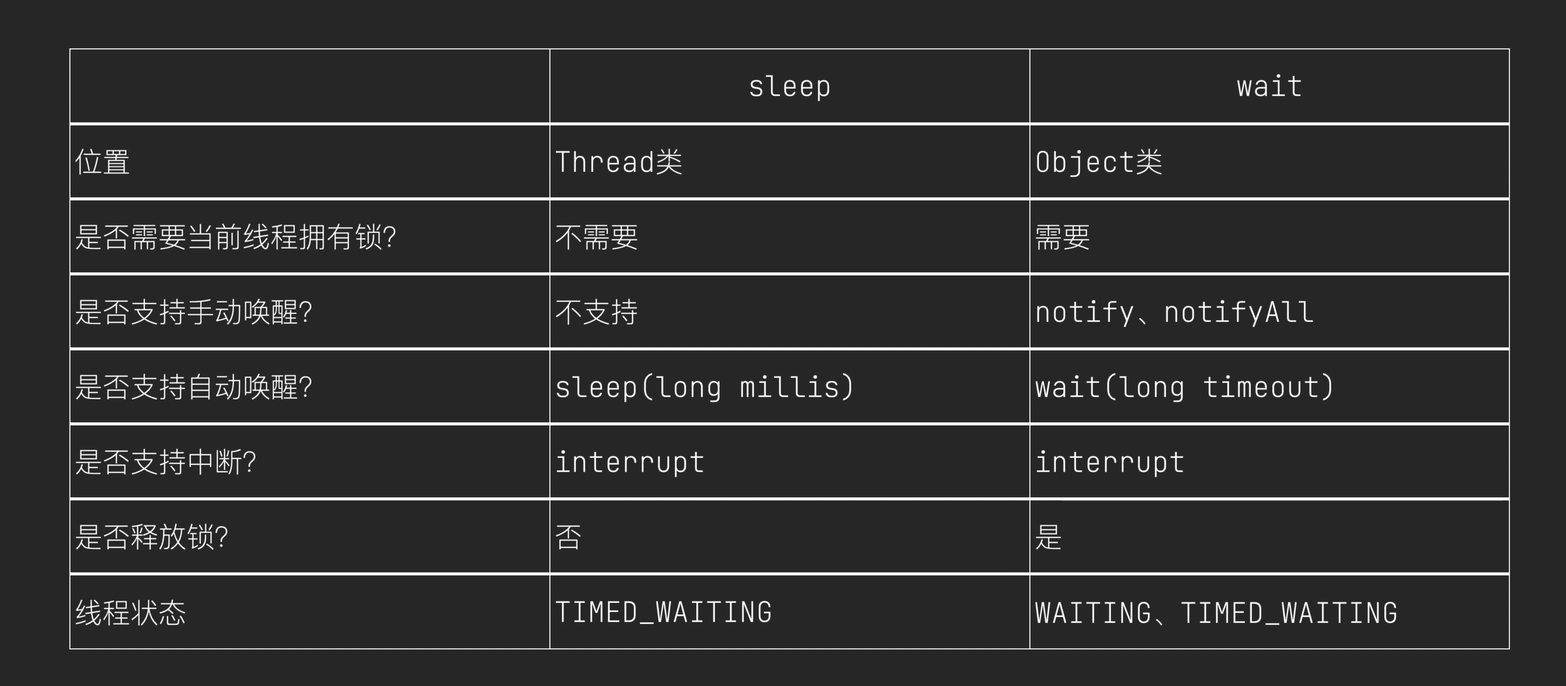 sleep wait
位置 Thread类 Object类
是否需要当前线程拥有锁? 不需要 需要
是否支持手动唤醒? 不支持 notify、notifyAll
是否支持自动唤醒? sleep(long millis) wait(long timeout)
是否支持中断? interrupt interrupt
是否释放锁? 否 是
线程状态 TIMED_WAITING WAITING、TIMED_WAITING